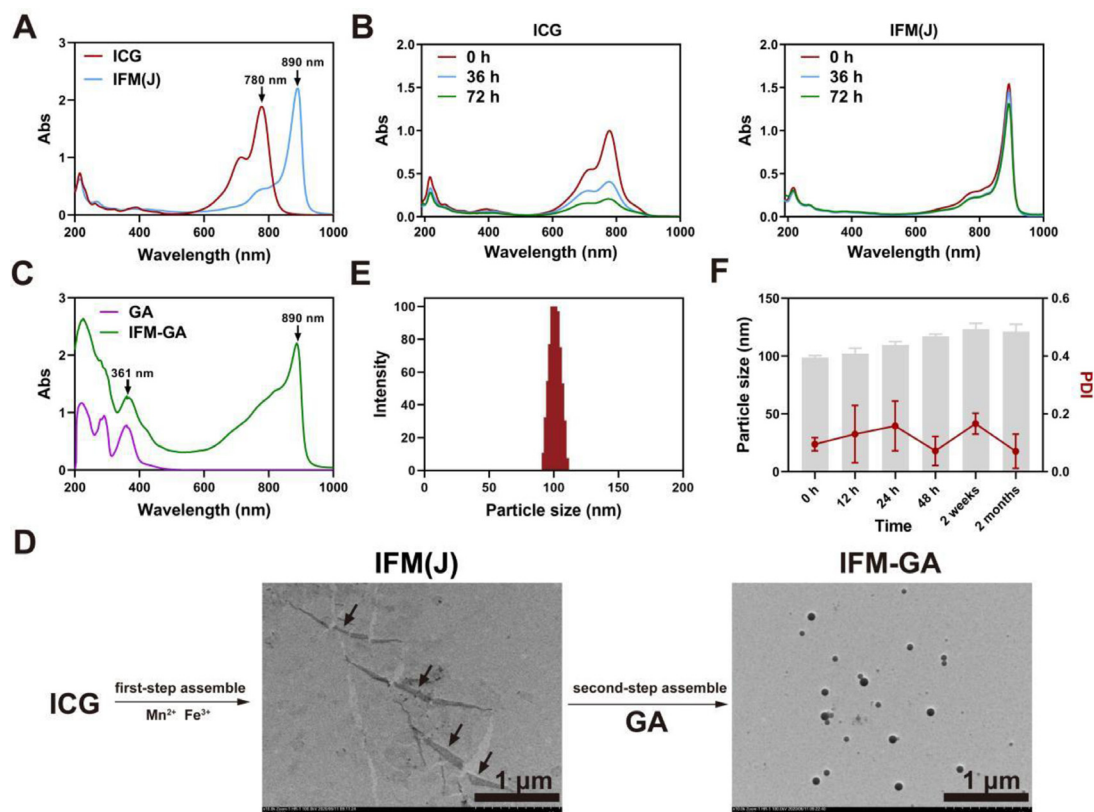 A
ICG
IFM(J)
780 nm
890 nm
Abs
3
2
1
0
200 400 600 800 1000
Wavelength (nm)
B
ICG
0 h
36 h
72 h
Abs
2.0
1.5
1.0
0.5
0.0
200 400 600 800 1000
Wavelength (nm)
IFM(J)
0 h
36 h
72 h
Abs
2.0
1.5
1.0
0.5
0.0
200 400 600 800 1000
Wavelength (nm)
C
GA
IFM-GA
361 nm
890 nm
Abs
3
2
1
0
200 400 600 800 1000
Wavelength (nm)
E
Intensity
100
80
60
40
20
0
0 50 100 150 200
Particle size (nm)
F
Particle size (nm)
150
100
50
0
PDI
0.6
0.4
0.2
0.0
0 h 12 h 24 h 48 h 2 weeks 2 months
Time
D
IFM(J)
IFM-GA
ICG
first-step assemble
Mn²⁺ Fe³⁺
second-step assemble
GA
1 μm
1 μm